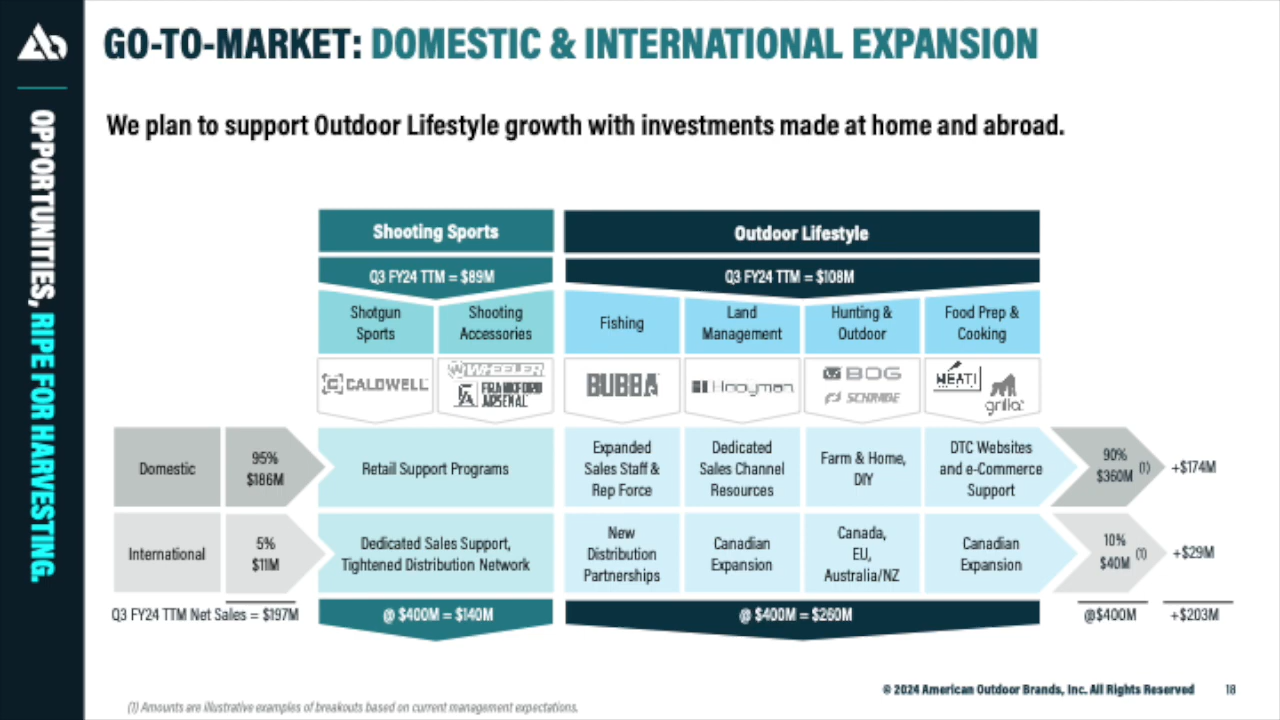 GO-TO-MARKET: DOMESTIC & INTERNATIONAL EXPANSION
OPPORTUNITIES, RIPE FOR HARVESTING.
We plan to support Outdoor Lifestyle growth with investments made at home and abroad.
Shooting Sports
Outdoor Lifestyle
Q3 FY24 TTM = $89M
Q3 FY24 TTM = $108M
Shotgun
Sports
Shooting
Accessories
Fishing
Land
Management
Hunting &
Outdoor
Food Prep &
Cooking
CALDWELL
WHEELER
FRANKFORD
ARSENAL
BUBBA
Hooyman
BOG
SCHRADE
MEAT!
grilla
Domestic
95%
$186M
Retail Support Programs
Expanded
Sales Staff &
Rep Force
Dedicated
Sales Channel
Resources
Farm & Home,
DIY
DTC Websites
and e-Commerce
Support
90%
$360M (1)
+$174M
International
5%
$11M
Dedicated Sales Support,
Tightened Distribution Network
New
Distribution
Partnerships
Canadian
Expansion
Canada,
EU,
Australia/NZ
Canadian
Expansion
10%
$40M (1)
+$29M
Q3 FY24 TTM Net Sales = $197M
@ $400M = $140M
@ $400M = $260M
@$400M
+$203M
© 2024 American Outdoor Brands, Inc. All Rights Reserved
18
(1) Amounts are illustrative examples of breakouts based on current management expectations.